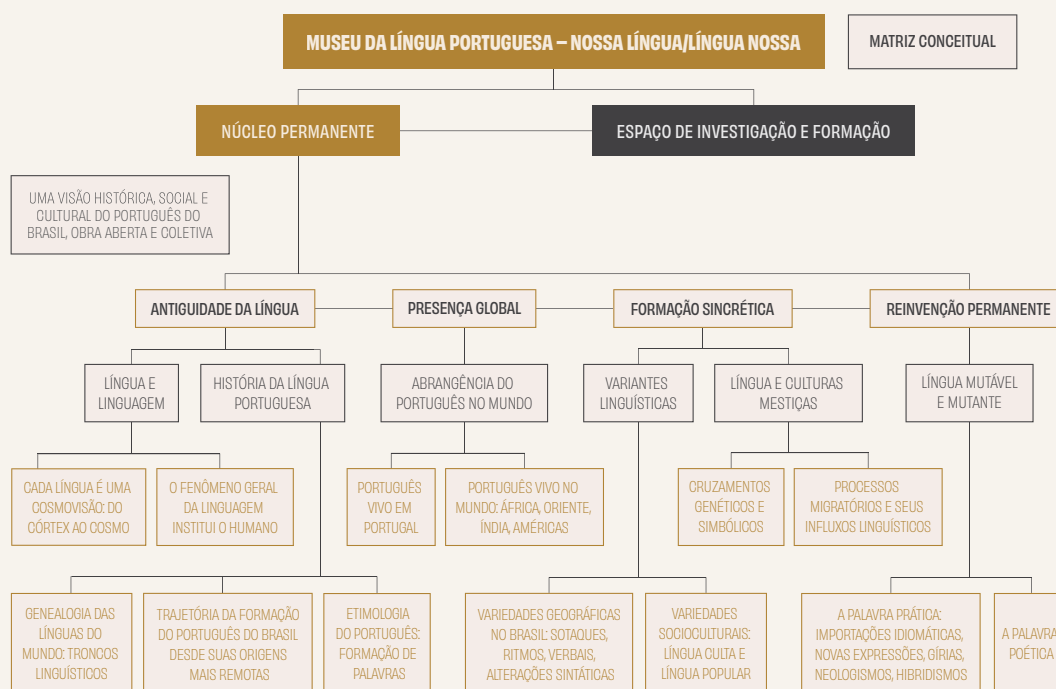 MUSEU DA LÍNGUA PORTUGUESA – NOSSA LÍNGUA/LÍNGUA NOSSA
MATRIZ CONCEITUAL
NÚCLEO PERMANENTE
ESPAÇO DE INVESTIGAÇÃO E FORMAÇÃO
UMA VISÃO HISTÓRICA, SOCIAL E
CULTURAL DO PORTUGUÊS DO
BRASIL, OBRA ABERTA E COLETIVA
ANTIGUIDADE DA LÍNGUA
PRESENÇA GLOBAL
FORMAÇÃO SINCRÉTICA
REINVENÇÃO PERMANENTE
LÍNGUA E
LINGUAGEM
HISTÓRIA DA LÍNGUA
PORTUGUESA
ABRANGÊNCIA DO
PORTUGUÊS NO MUNDO
VARIANTES
LINGUÍSTICAS
LÍNGUA E CULTURAS
MESTIÇAS
LÍNGUA MUTÁVEL
E MUTANTE
CADA LÍNGUA É UMA
COSMOVISÃO: DO
CÓRTEX AO COSMO
O FENÔMENO GERAL
DA LINGUAGEM
INSTITUI O HUMANO
PORTUGUÊS
VIVO EM
PORTUGAL
PORTUGUÊS VIVO NO
MUNDO: ÁFRICA, ORIENTE,
ÍNDIA, AMÉRICAS
CRUZAMENTOS
GENÉTICOS E
SIMBÓLICOS
PROCESSOS
MIGRATÓRIOS E SEUS
INFLUXOS LINGUÍSTICOS
GENEALOGIA DAS
LÍNGUAS DO
MUNDO: TRONCOS
LINGUÍSTICOS
TRAJETÓRIA DA FORMAÇÃO
DO PORTUGUÊS DO BRASIL
DESDE SUAS ORIGENS
MAIS REMOTAS
ETIMOLOGIA
DO PORTUGUÊS:
FORMAÇÃO DE
PALAVRAS
VARIEDADES GEOGRÁFICAS
NO BRASIL: SOTAQUES,
RITMOS, VERBAIS,
ALTERAÇÕES SINTÁTICAS
VARIEDADES
SOCIOCULTURAIS:
LÍNGUA CULTA E
LÍNGUA POPULAR
A PALAVRA PRÁTICA:
IMPORTAÇÕES IDIOMÁTICAS,
NOVAS EXPRESSÕES, GÍRIAS,
NEOLOGISMOS, HIBRIDISMOS
A PALAVRA
POÉTICA